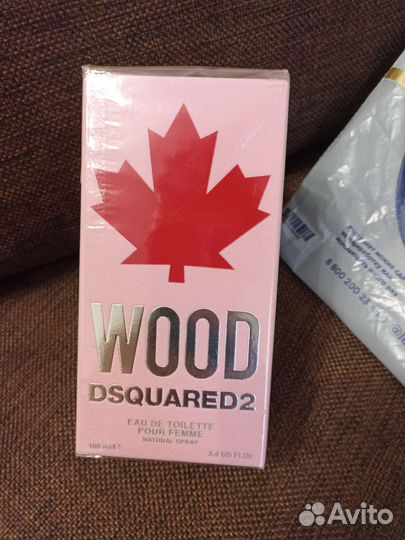 WOOD
DSQUARED2
EAU DE TOILETTE
POUR FEMME
NATURAL SPRAY
100 ml e 3.4 US FL.Oz
8 800 200 23
Avito